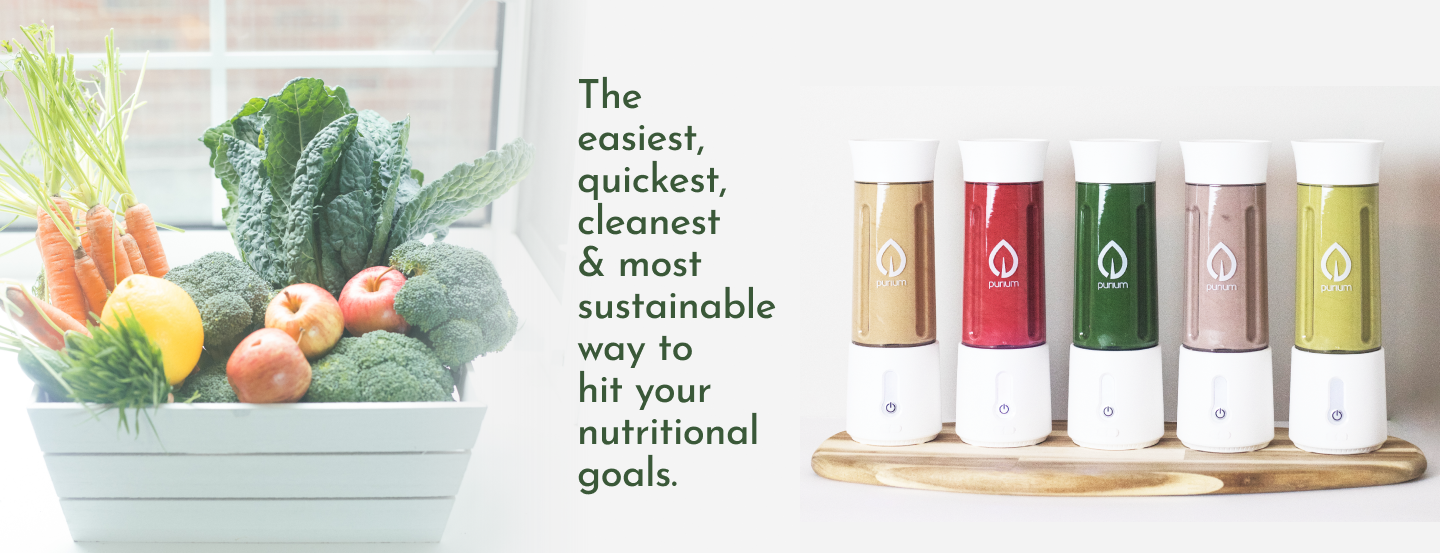 The
easiest,
quickest,
cleanest
& most
sustainable
way to
hit your
nutritional
goals.
purium
purium
purium
purium
purium